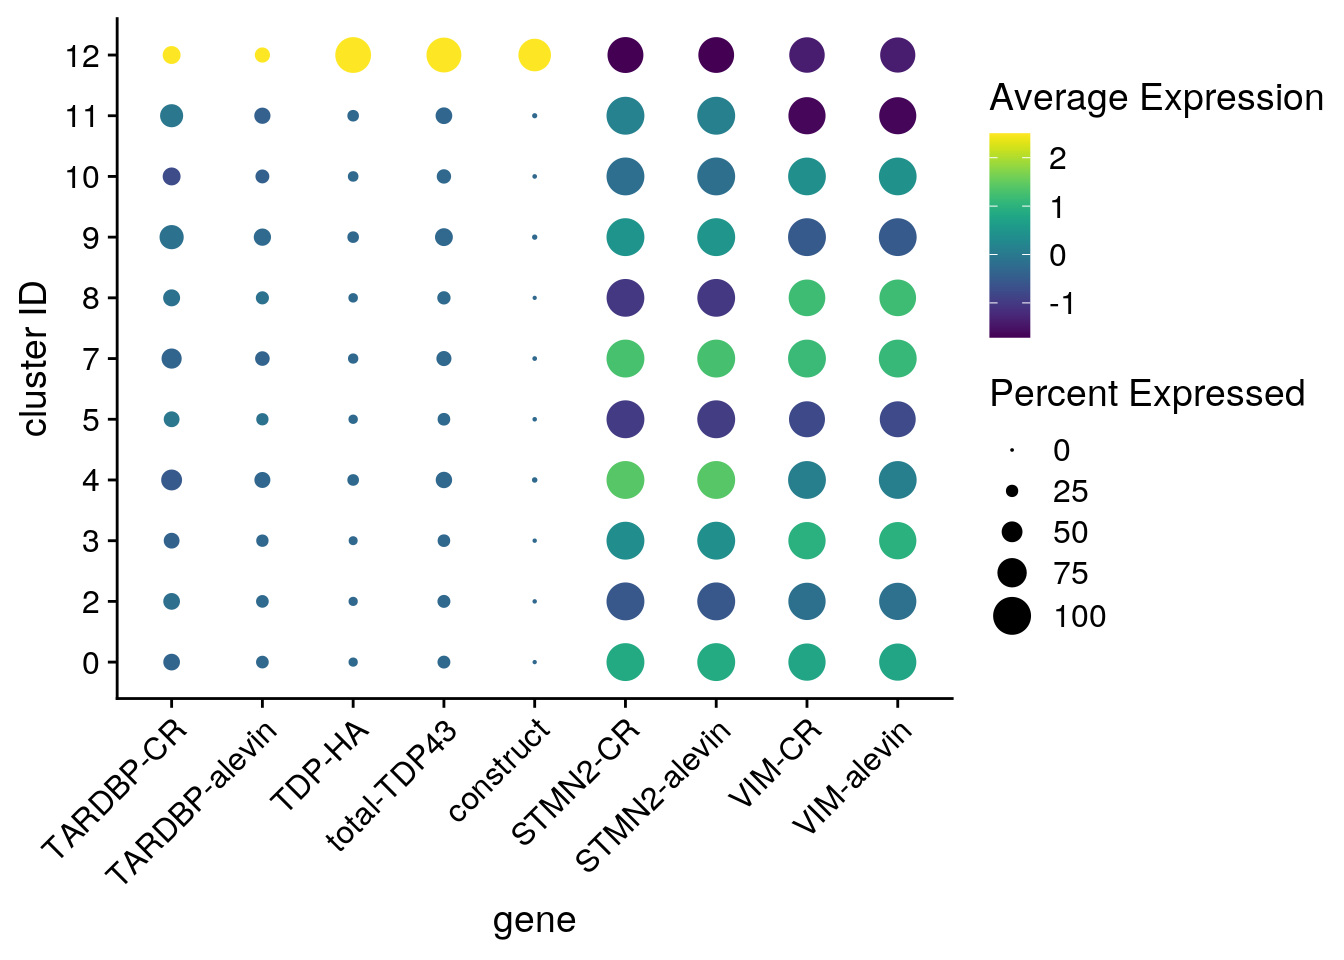 cluster ID
12
11
10
9
8
7
5
4
3
2
0
TARDBP-CR
TARDBP-alevin
TDP-HA
total-TDP43
construct
STMN2-CR
STMN2-alevin
VIM-CR
VIM-alevin
gene
Average Expression
2
1
0
-1
Percent Expressed
0
25
50
75
100